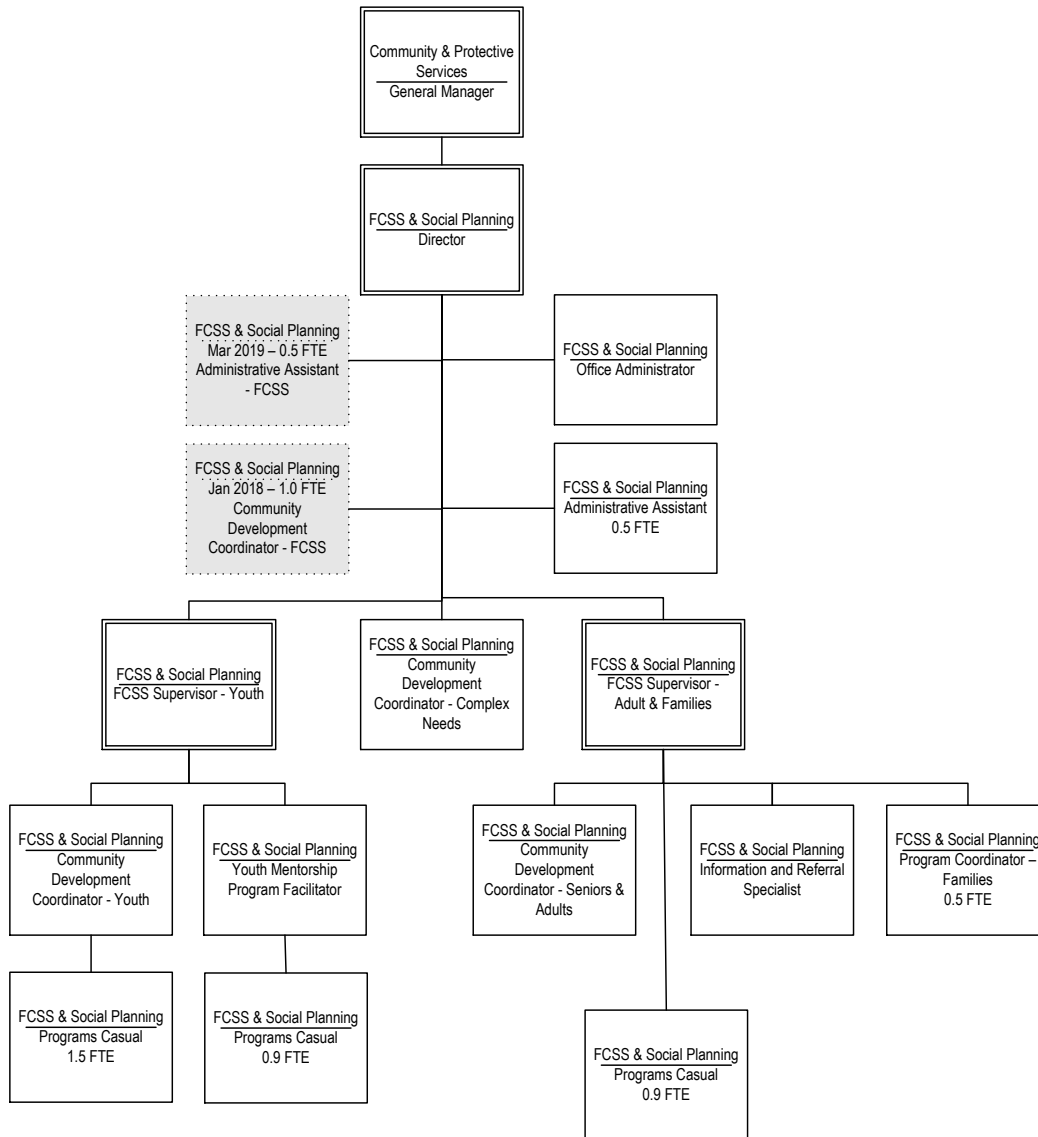 Community & Protective
Services
General Manager
FCSS & Social Planning
Director
FCSS & Social Planning
Mar 2019 – 0.5 FTE
Administrative Assistant
- FCSS
FCSS & Social Planning
Office Administrator
FCSS & Social Planning
Jan 2018 – 1.0 FTE
Community
Development
Coordinator - FCSS
FCSS & Social Planning
Administrative Assistant
0.5 FTE
FCSS & Social Planning
FCSS Supervisor - Youth
FCSS & Social Planning
Community
Development
Coordinator - Complex
Needs
FCSS & Social Planning
FCSS Supervisor -
Adult & Families
FCSS & Social Planning
Community
Development
Coordinator - Youth
FCSS & Social Planning
Youth Mentorship
Program Facilitator
FCSS & Social Planning
Community
Development
Coordinator - Seniors &
Adults
FCSS & Social Planning
Information and Referral
Specialist
FCSS & Social Planning
Program Coordinator –
Families
0.5 FTE
FCSS & Social Planning
Programs Casual
1.5 FTE
FCSS & Social Planning
Programs Casual
0.9 FTE
FCSS & Social Planning
Programs Casual
0.9 FTE